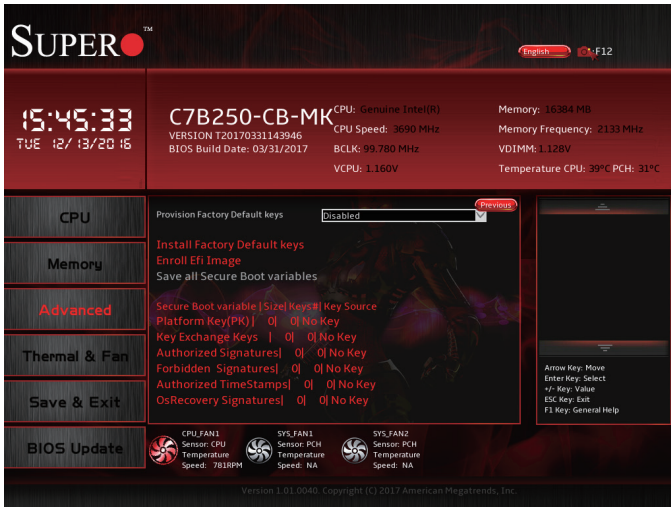 SUPER
TM
English
F12
15:45:33
TUE 12/13/2016
C7B250-CB-MK
VERSION T20170331143946
BIOS Build Date: 03/31/2017
CPU: Genuine Intel(R)
CPU Speed: 3690 MHz
BCLK: 99.780 MHz
VCPU: 1.160V
Memory: 16384 MB
Memory Frequency: 2133 MHz
VDIMM: 1.128V
Temperature CPU: 39ºC PCH: 31ºC
CPU
Memory
Advanced
Thermal & Fan
Save & Exit
BIOS Update
Previous
Provision Factory Default keys Disabled
Install Factory Default keys
Enroll Efi Image
Save all Secure Boot variables
Secure Boot variable | Size| Keys#| Key Source
Platform Key(PK) | 0| 0| No Key
Key Exchange Keys | 0| 0| No Key
Authorized Signatures| 0| 0| No Key
Forbidden Signatures| 0| 0| No Key
Authorized TimeStamps| 0| 0| No Key
OsRecovery Signatures| 0| 0| No Key
Arrow Key: Move
Enter Key: Select
+/- Key: Value
ESC Key: Exit
F1 Key: General Help
CPU_FAN1
Sensor: CPU
Temperature
Speed: 781RPM
SYS_FAN1
Sensor: PCH
Temperature
Speed: NA
SYS_FAN2
Sensor: PCH
Temperature
Speed: NA
Version 1.01.0040. Copyright (C) 2017 American Megatrends, Inc.